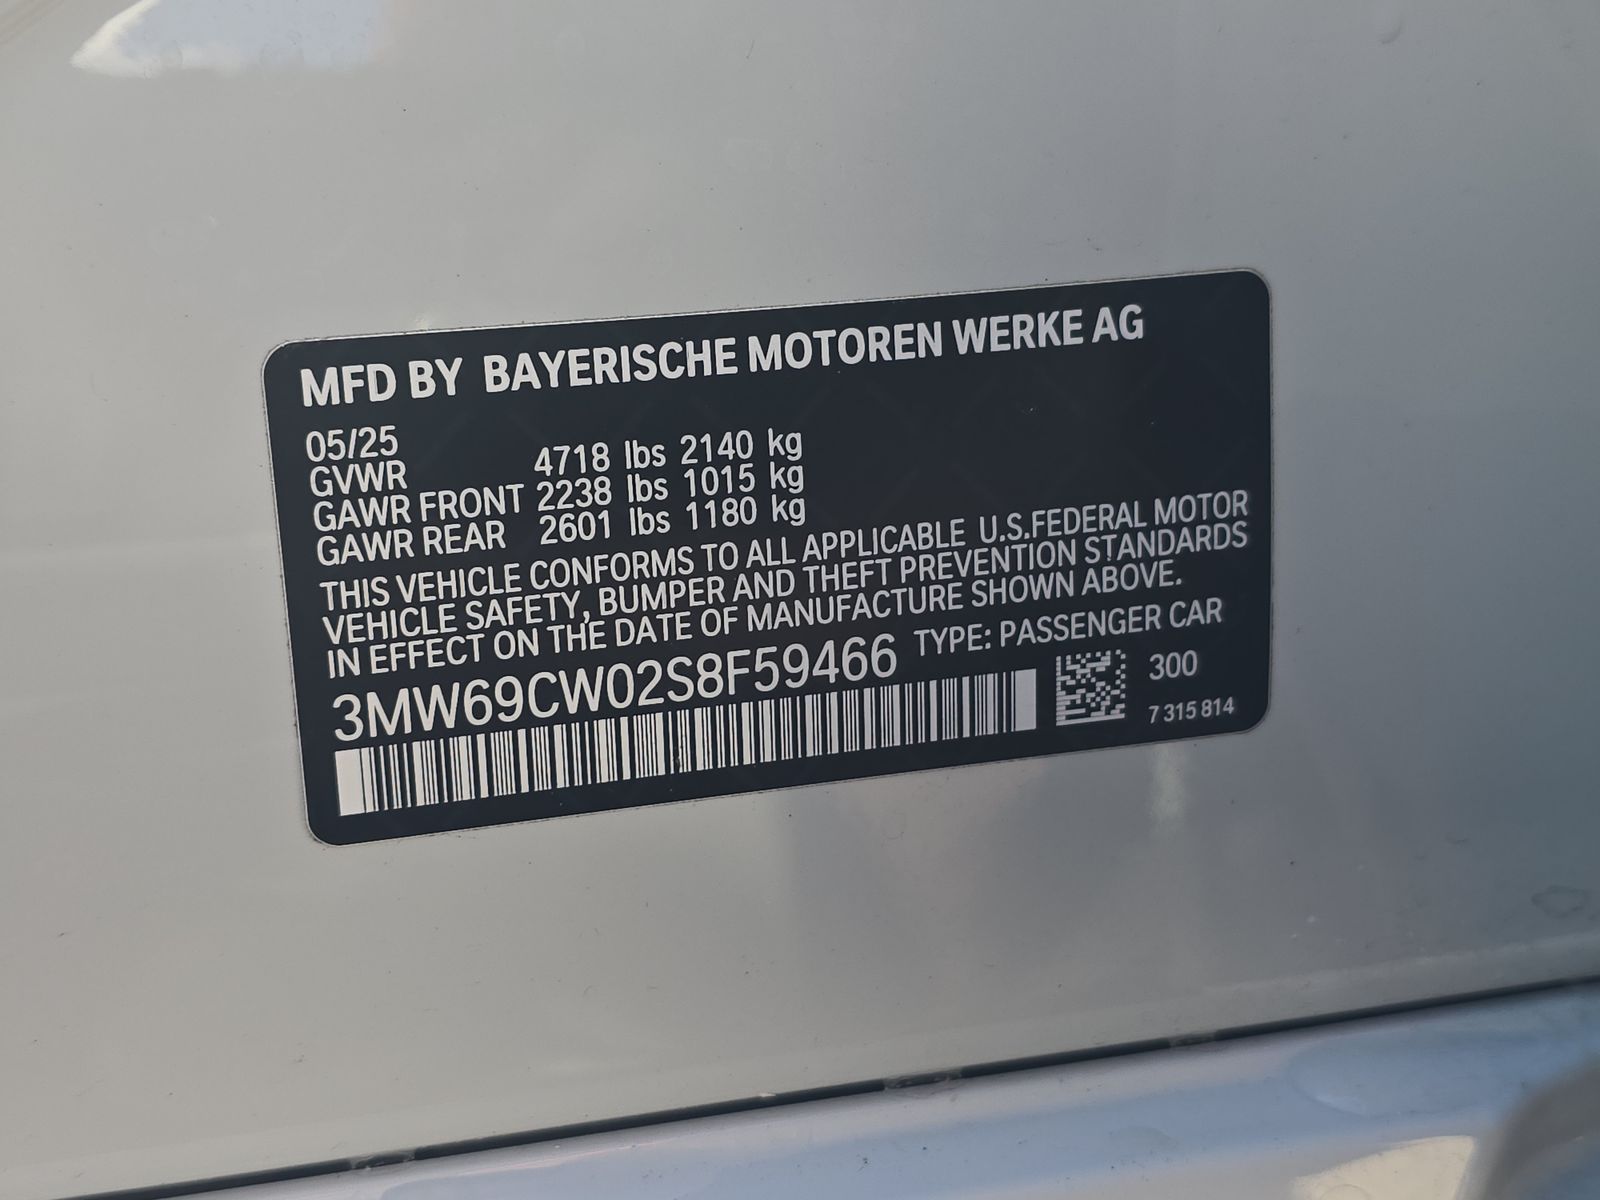 MFD BY BAYERISCHE MOTOREN WERKE AG
05/25
GVWR 4718 lbs 2140 kg
GAWR FRONT 2238 lbs 1015 kg
GAWR REAR 2601 lbs 1180 kg
THIS VEHICLE CONFORMS TO ALL APPLICABLE U.S.FEDERAL MOTOR
VEHICLE SAFETY, BUMPER AND THEFT PREVENTION STANDARDS
IN EFFECT ON THE DATE OF MANUFACTURE SHOWN ABOVE.
3MW69CW02S8F59466 TYPE: PASSENGER CAR
300
7 315 814